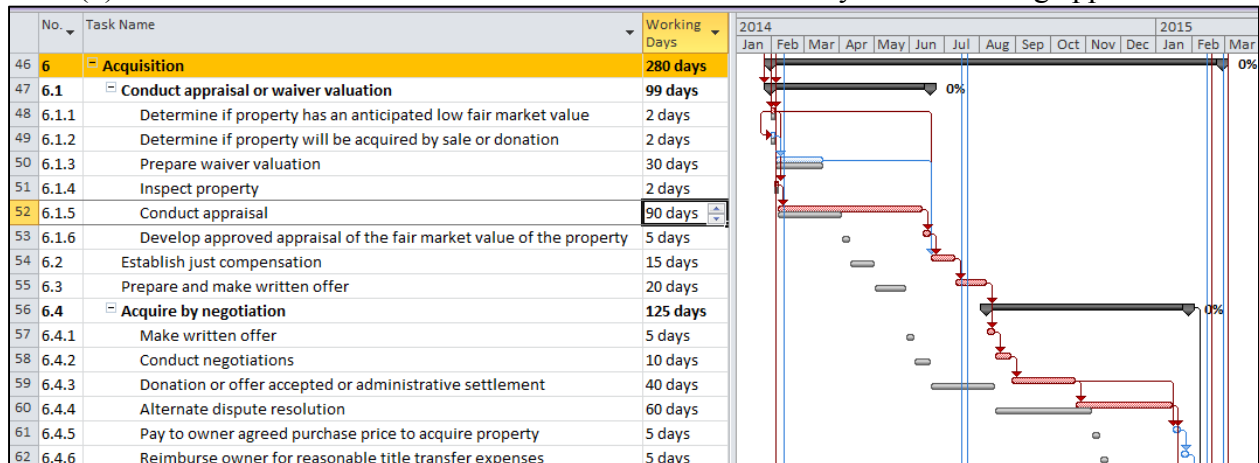 No. Task Name Working Days 2014 2015
Jan Feb Mar Apr May Jun Jul Aug Sep Oct Nov Dec Jan Feb Mar
46 6 Acquisition 280 days 0%
47 6.1 Conduct appraisal or waiver valuation 99 days 0%
48 6.1.1 Determine if property has an anticipated low fair market value 2 days
49 6.1.2 Determine if property will be acquired by sale or donation 2 days
50 6.1.3 Prepare waiver valuation 30 days
51 6.1.4 Inspect property 2 days
52 6.1.5 Conduct appraisal 90 days
53 6.1.6 Develop approved appraisal of the fair market value of the property 5 days
54 6.2 Establish just compensation 15 days
55 6.3 Prepare and make written offer 20 days
56 6.4 Acquire by negotiation 125 days 0%
57 6.4.1 Make written offer 5 days
58 6.4.2 Conduct negotiations 10 days
59 6.4.3 Donation or offer accepted or administrative settlement 40 days
60 6.4.4 Alternate dispute resolution 60 days
61 6.4.5 Pay to owner agreed purchase price to acquire property 5 days
62 6.4.6 Reimburse owner for reasonable title transfer expenses 5 days